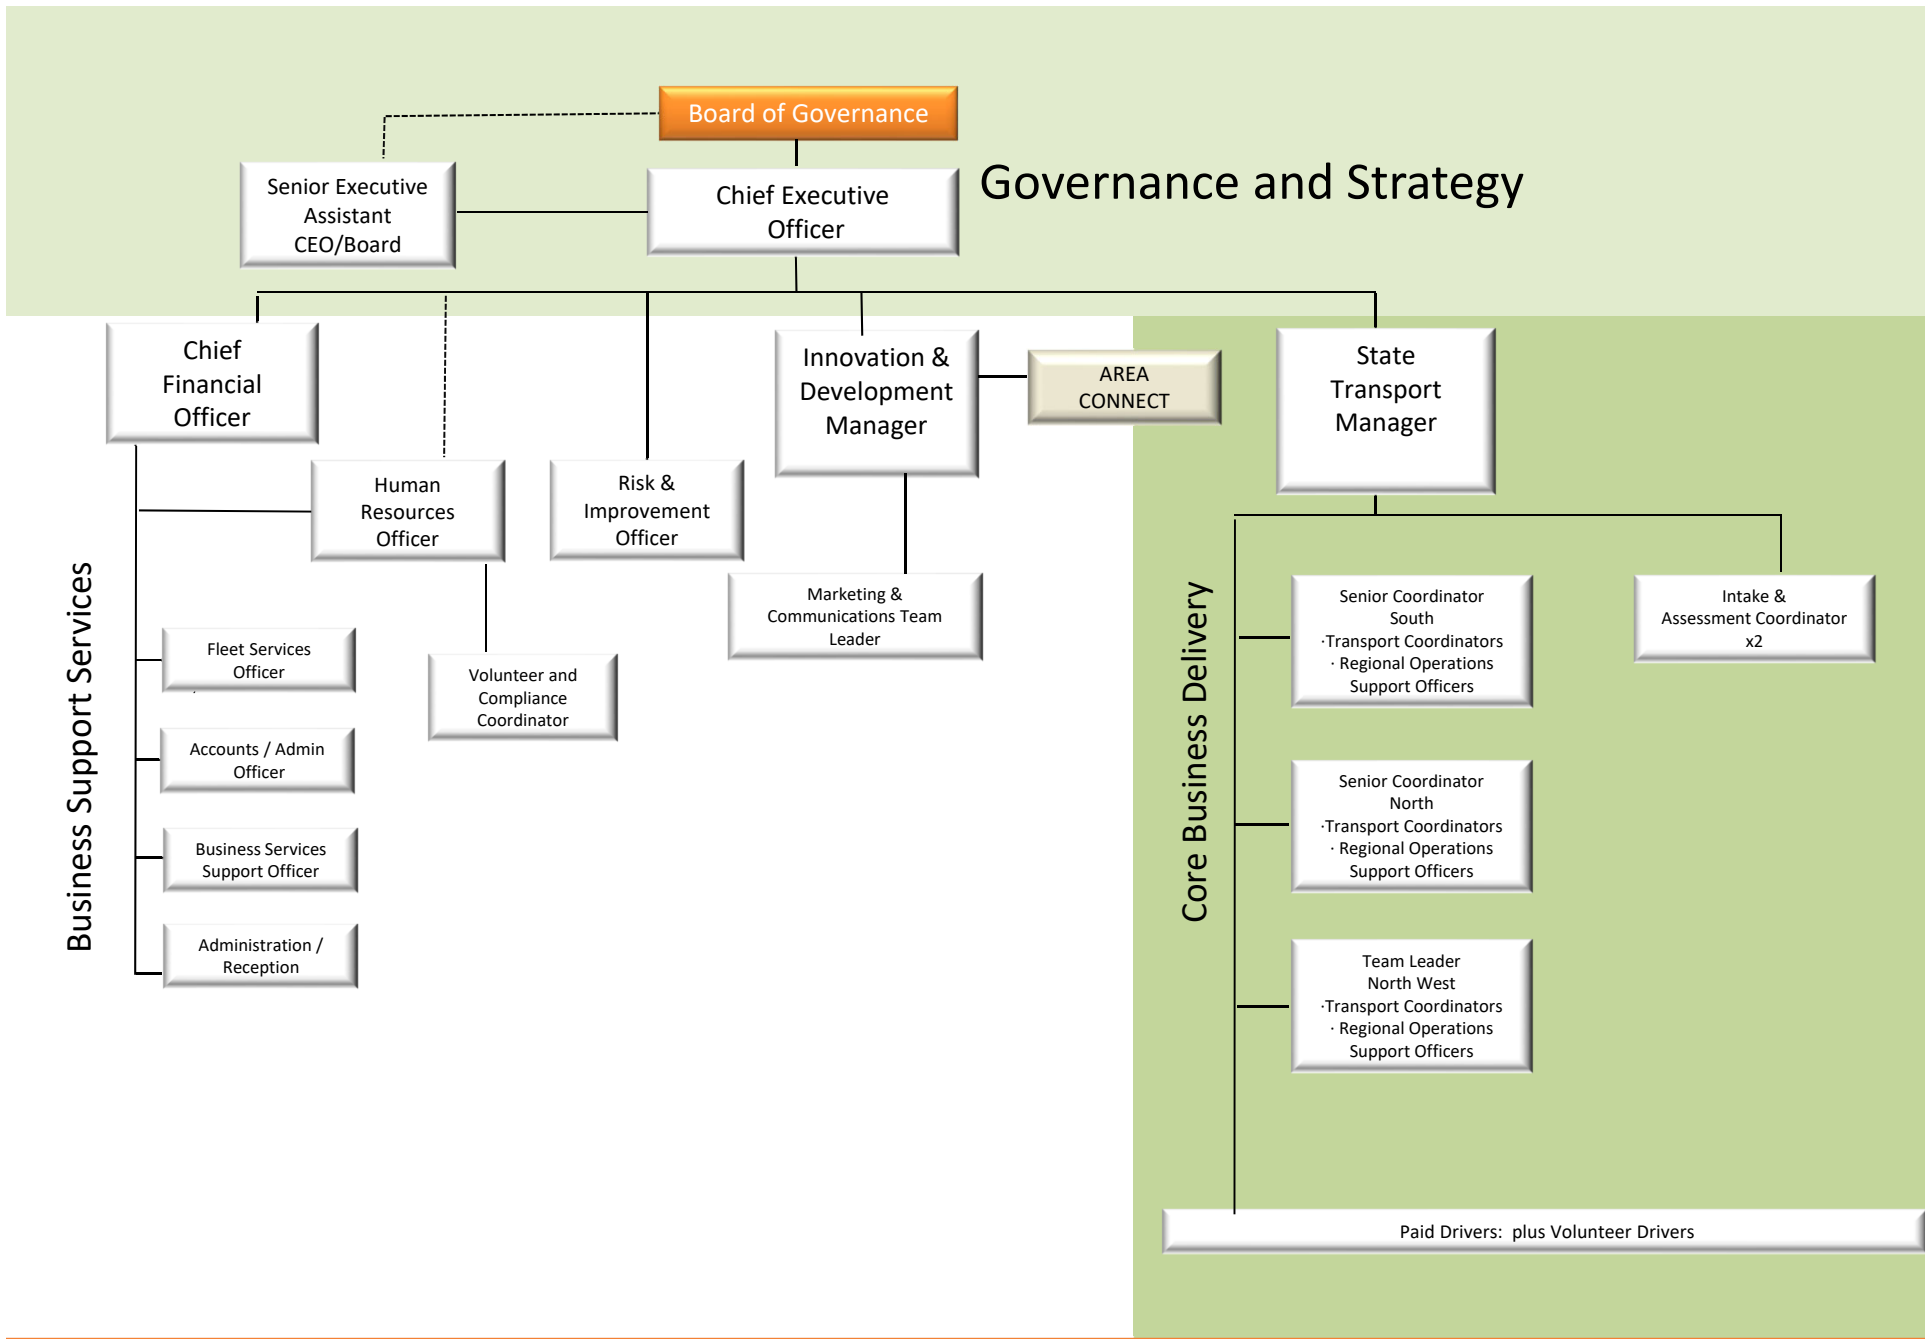 Board of Governance
Governance and Strategy
Senior Executive
Assistant
CEO/Board
Chief Executive
Officer
Chief
Financial
Officer
Innovation &
Development
Manager
AREA
CONNECT
State
Transport
Manager
Human
Resources
Officer
Risk &
Improvement
Officer
Marketing &
Communications Team
Leader
Business Support Services
Fleet Services
Officer
Volunteer and
Compliance
Coordinator
Accounts / Admin
Officer
Business Services
Support Officer
Administration /
Reception
Core Business Delivery
Senior Coordinator
South
·Transport Coordinators
· Regional Operations
Support Officers
Intake &
Assessment Coordinator
x2
Senior Coordinator
North
·Transport Coordinators
· Regional Operations
Support Officers
Team Leader
North West
·Transport Coordinators
· Regional Operations
Support Officers
Paid Drivers:  plus Volunteer Drivers